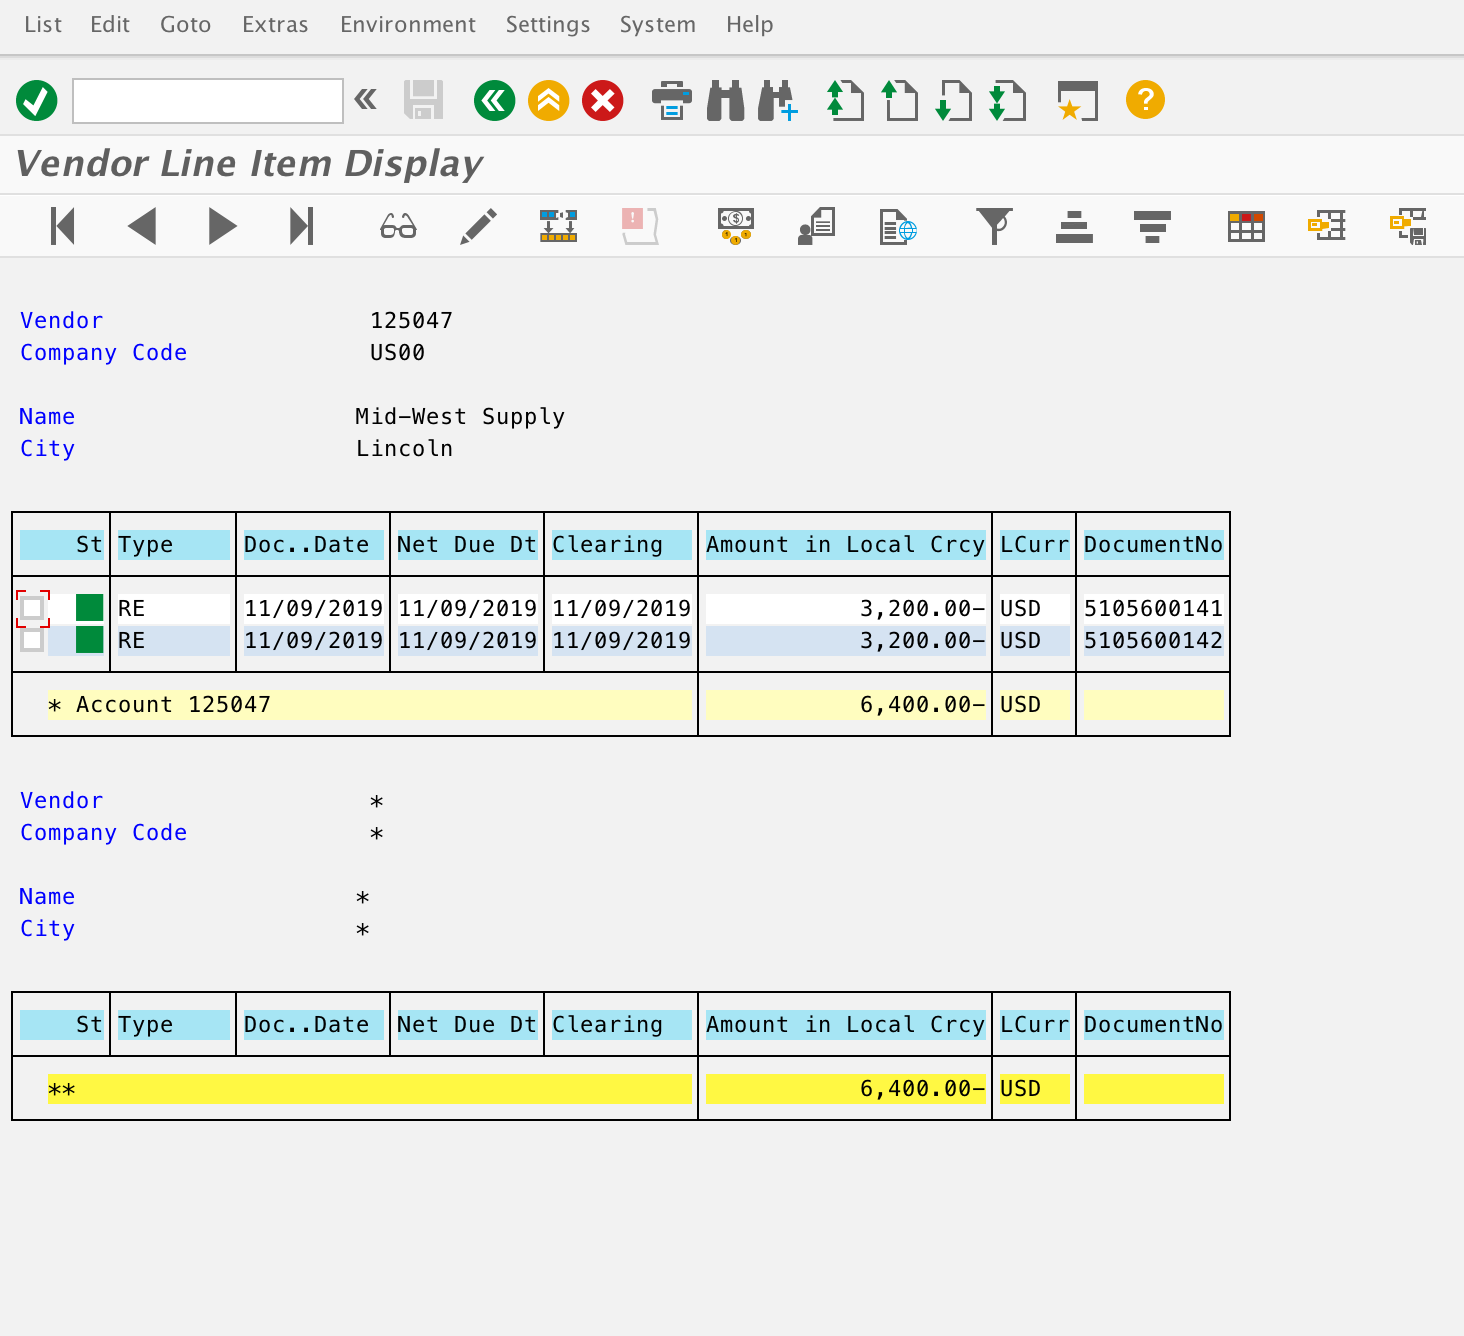 List Edit Goto Extras Environment Settings System Help
Vendor Line Item Display
Vendor 125047
Company Code US00
Name Mid-West Supply
City Lincoln
St Type Doc..Date Net Due Dt Clearing Amount in Local Crcy LCurr DocumentNo
RE 11/09/2019 11/09/2019 11/09/2019 3,200.00- USD 5105600141
RE 11/09/2019 11/09/2019 11/09/2019 3,200.00- USD 5105600142
* Account 125047 6,400.00- USD
Vendor *
Company Code *
Name *
City *
St Type Doc..Date Net Due Dt Clearing Amount in Local Crcy LCurr DocumentNo
** 6,400.00- USD